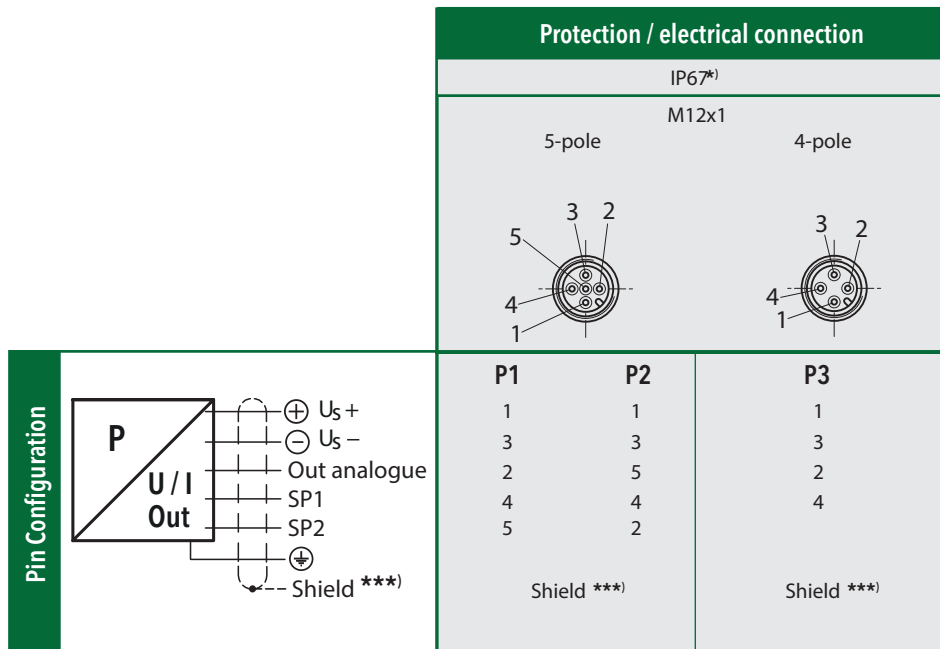 Protection / electrical connection
IP67*)
M12x1
5-pole 4-pole
3 2
5
4
1
3 2
4
1
Pin Configuration
P
U / I
Out
Us +
Us −
Out analogue
SP1
SP2
Shield ***)
P1 P2 P3
1 1 1
3 3 3
2 5 2
4 4 4
5 2
Shield ***) Shield ***)